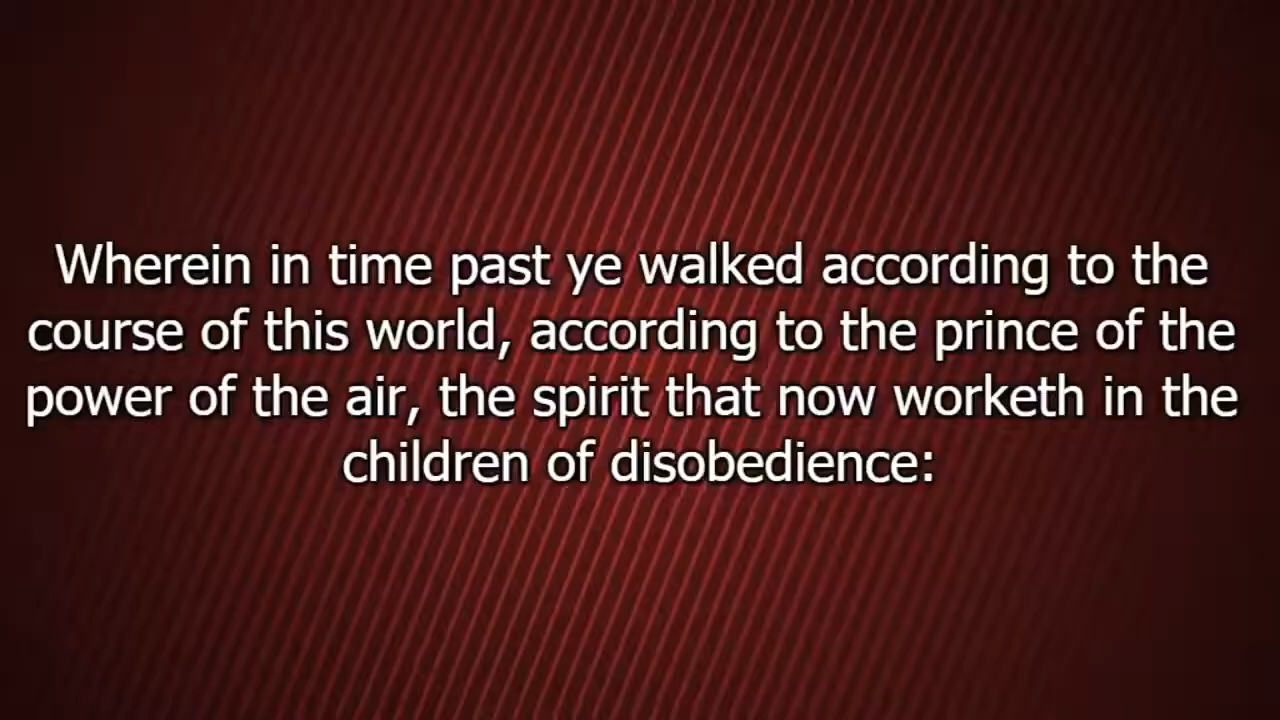 Wherein in time past ye walked according to the
course of this world, according to the prince of the
power of the air, the spirit that now worketh in the
children of disobedience: